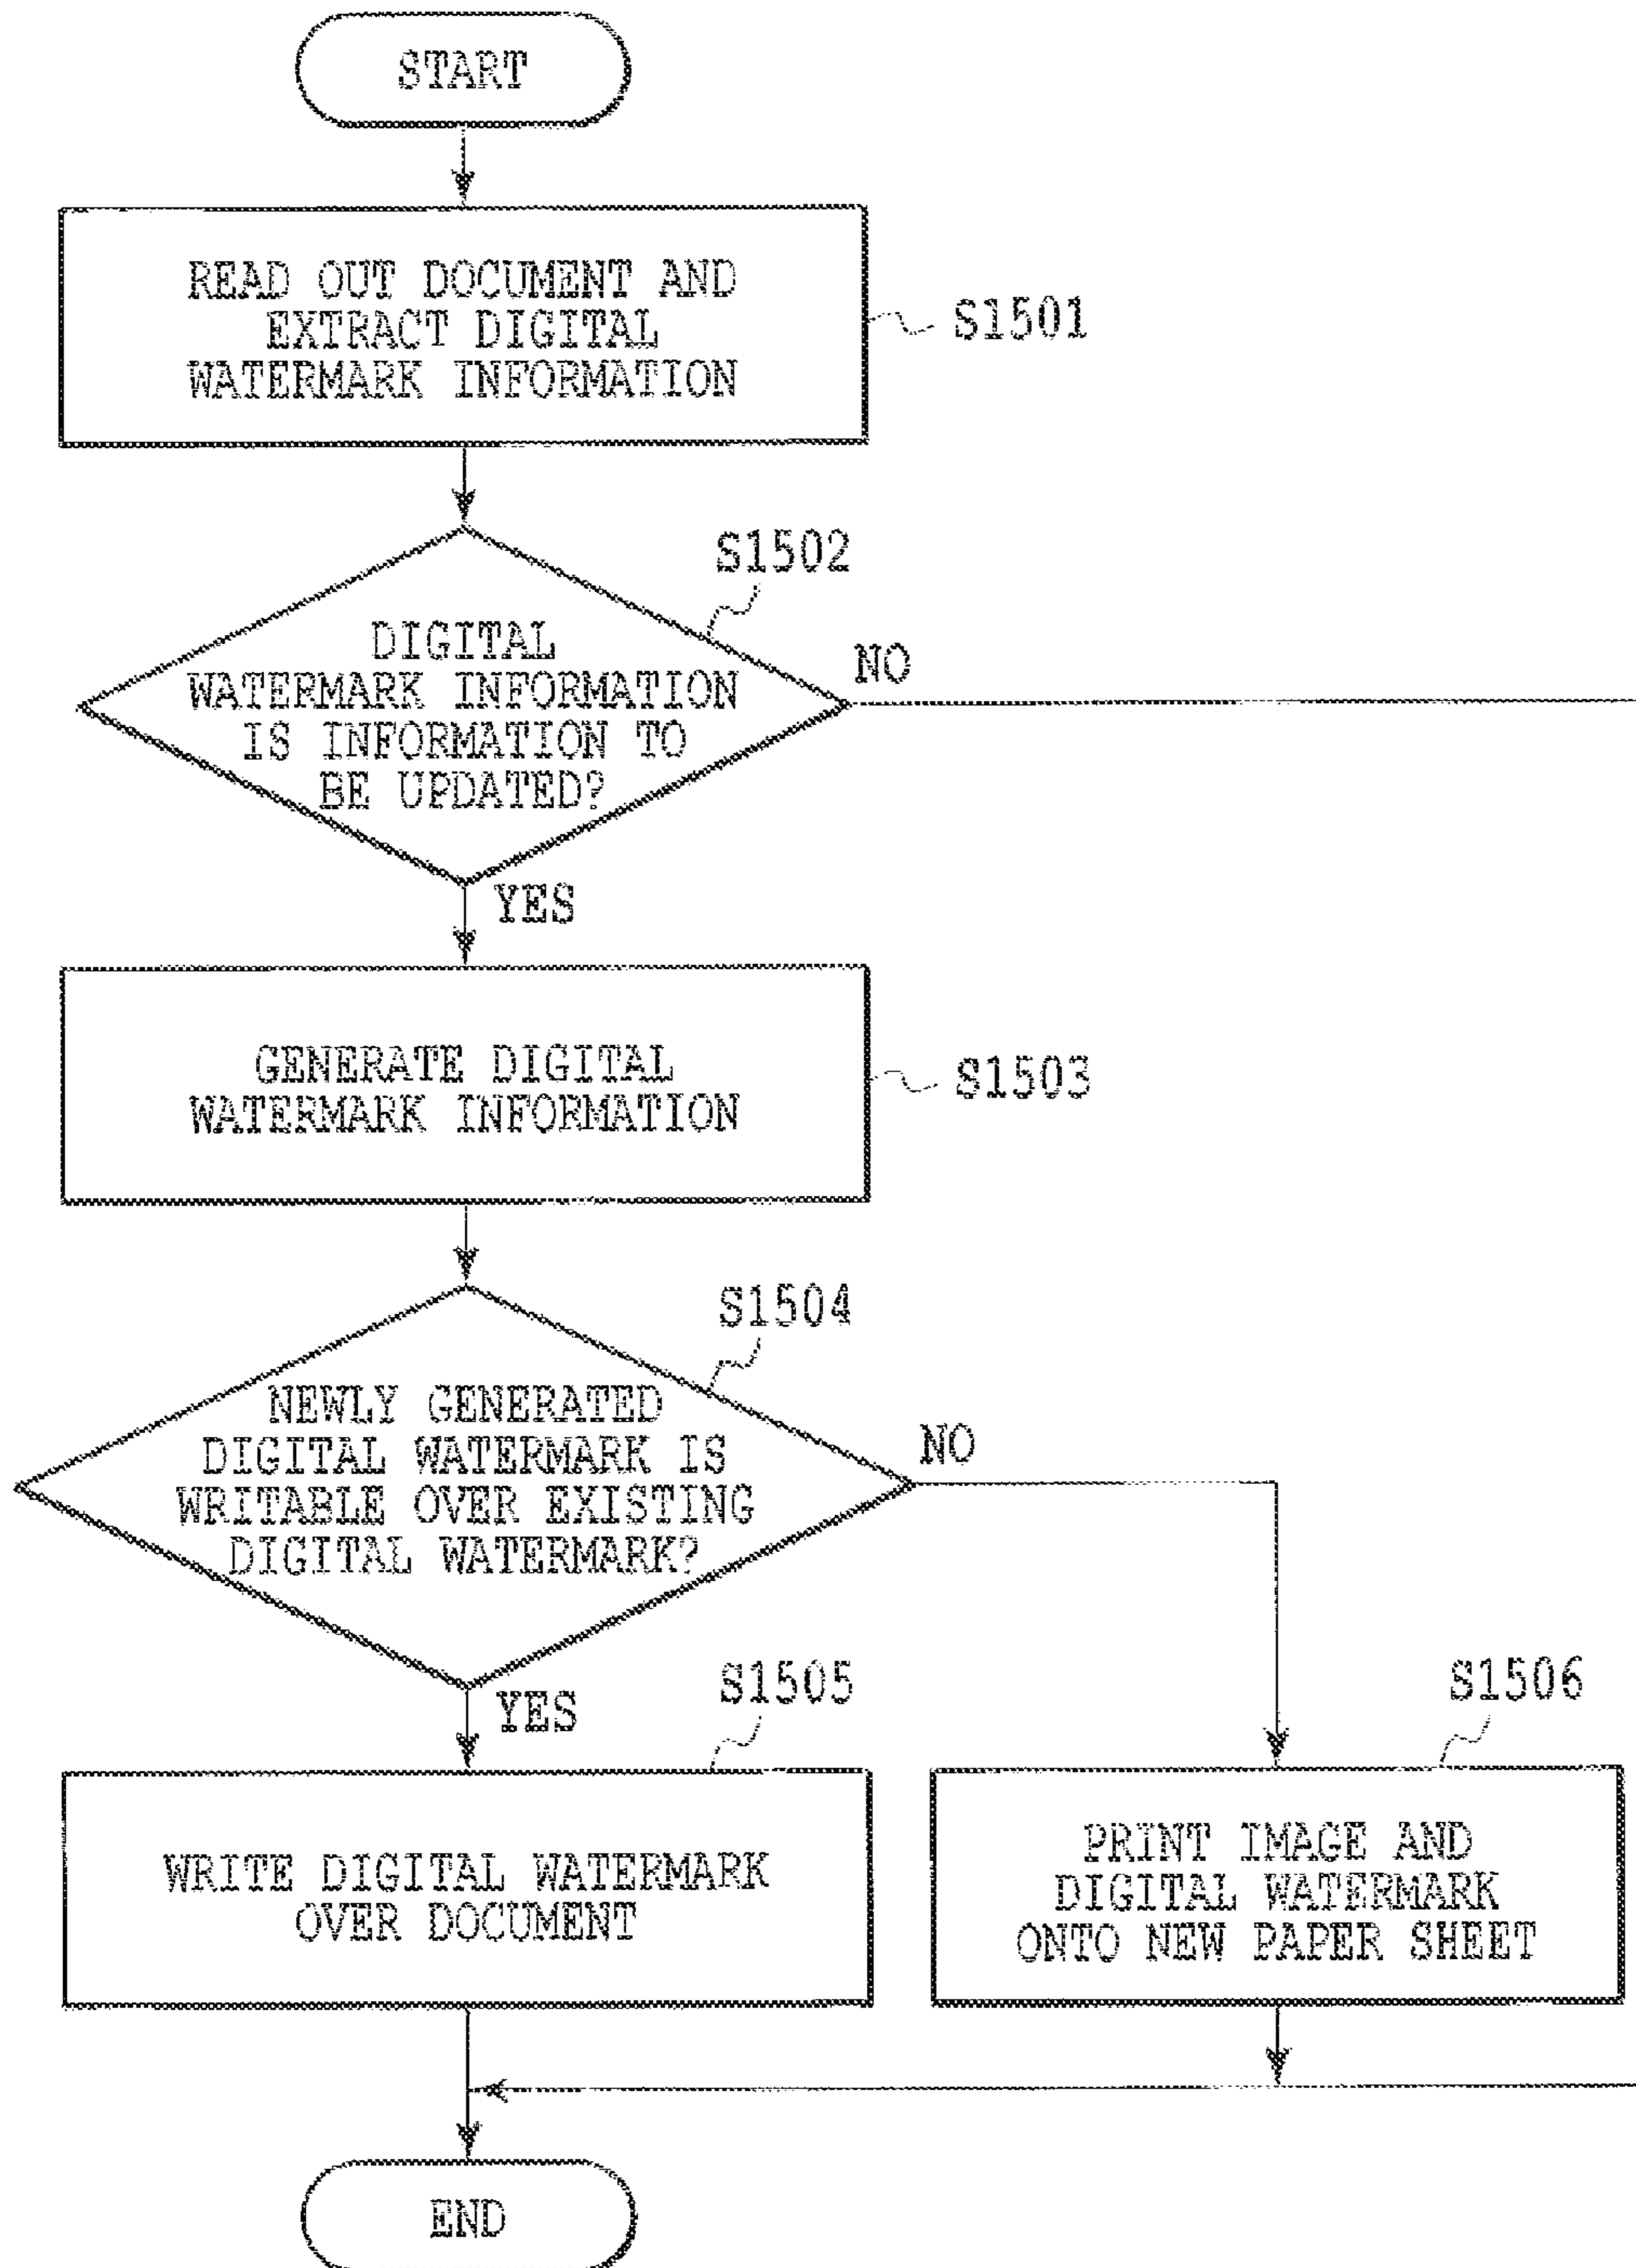 START
READ OUT DOCUMENT AND
EXTRACT DIGITAL
WATERMARK INFORMATION
S1501
S1502
DIGITAL
WATERMARK INFORMATION
IS INFORMATION TO
BE UPDATED?
NO
YES
GENERATE DIGITAL
WATERMARK INFORMATION
S1503
S1504
NEWLY GENERATED
DIGITAL WATERMARK IS
WRITABLE OVER EXISTING
DIGITAL WATERMARK?
NO
YES
S1505
S1506
WRITE DIGITAL WATERMARK
OVER DOCUMENT
PRINT IMAGE AND
DIGITAL WATERMARK
ONTO NEW PAPER SHEET
END